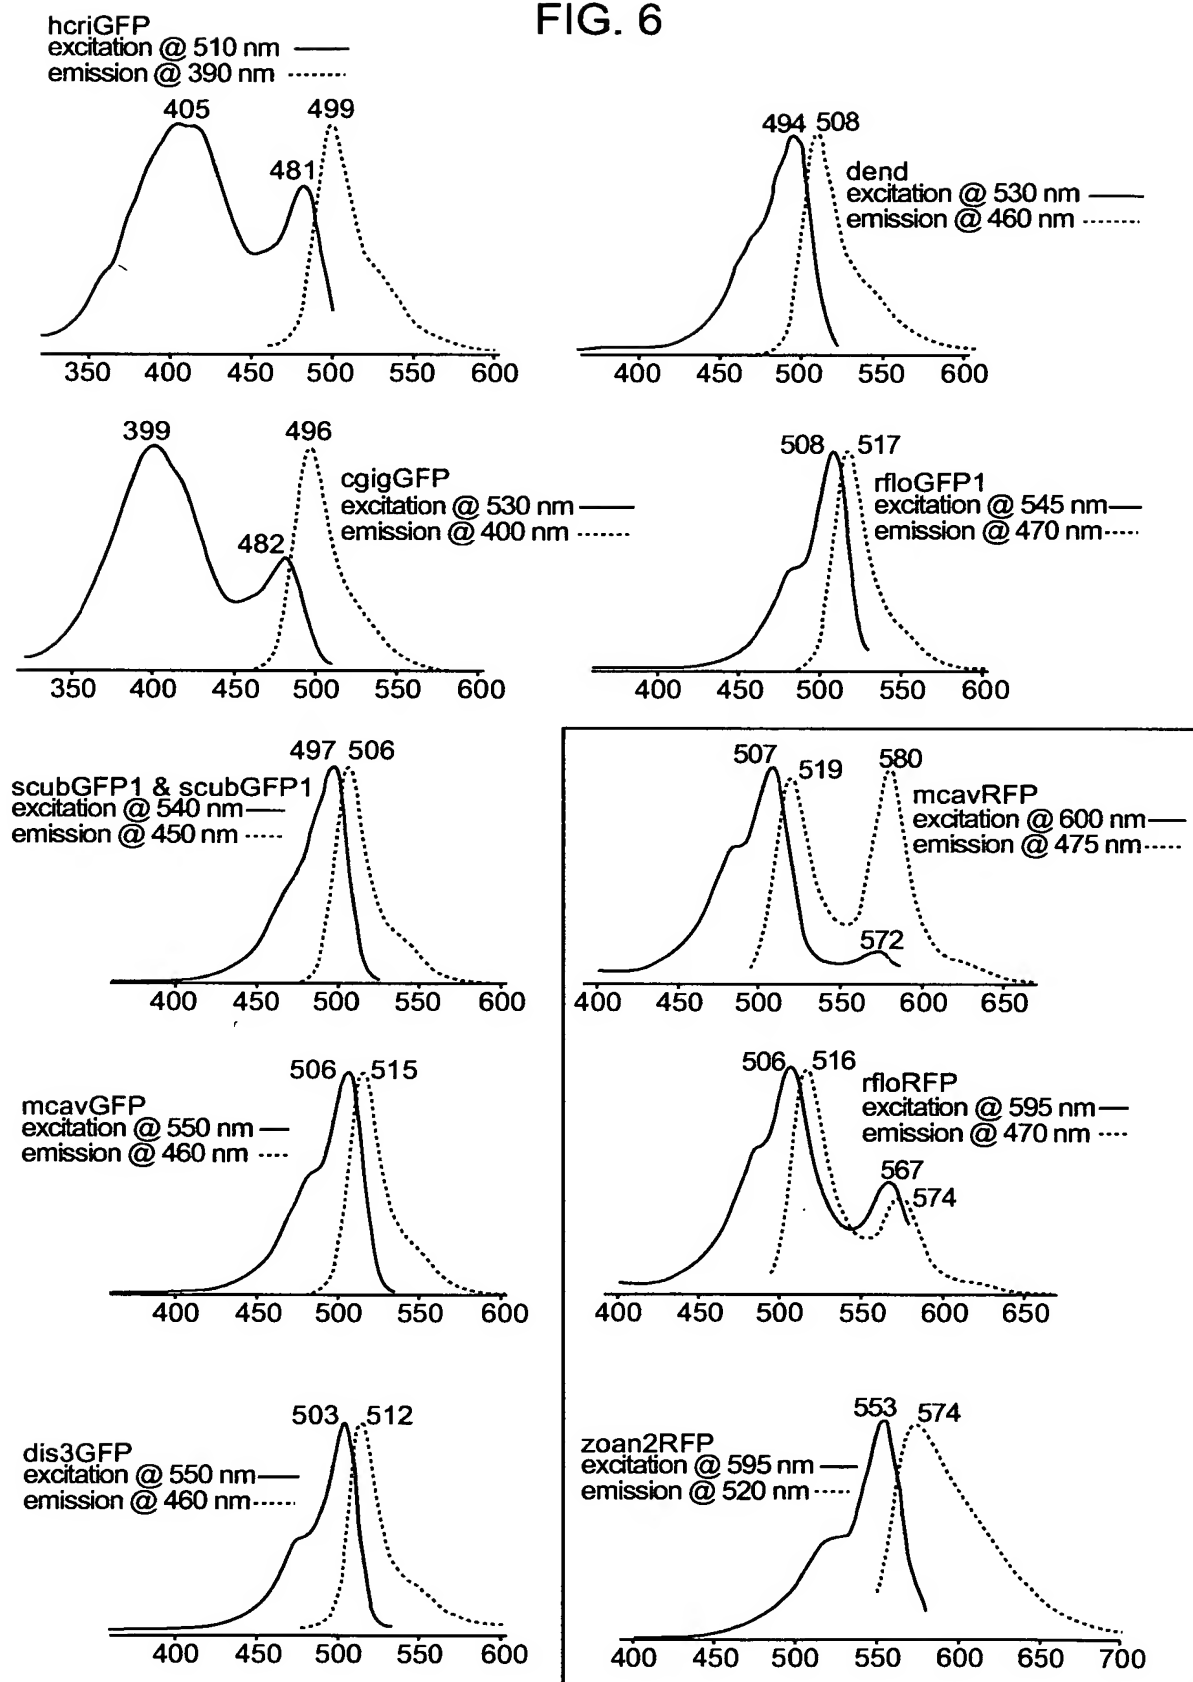 FIG. 6
hcriGFP
excitation @ 510 nm
emission @ 390 nm
405
499
481
350 400 450 500 550 600
494 508
dend
excitation @ 530 nm
emission @ 460 nm
400 450 500 550 600
399
496
482
cgigGFP
excitation @ 530 nm
emission @ 400 nm
350 400 450 500 550 600
508 517
rfloGFP1
excitation @ 545 nm
emission @ 470 nm
400 450 500 550 600
497 506
scubGFP1 & scubGFP1
excitation @ 540 nm
emission @ 450 nm
400 450 500 550 600
507
519
580
572
mcavRFP
excitation @ 600 nm
emission @ 475 nm
400 450 500 550 600 650
506 515
mcavGFP
excitation @ 550 nm
emission @ 460 nm
400 450 500 550 600
506 516
rfloRFP
excitation @ 595 nm
emission @ 470 nm
567
574
400 450 500 550 600 650
503 512
dis3GFP
excitation @ 550 nm
emission @ 460 nm
400 450 500 550 600
553 574
zoan2RFP
excitation @ 595 nm
emission @ 520 nm
400 450 500 550 600 650 700